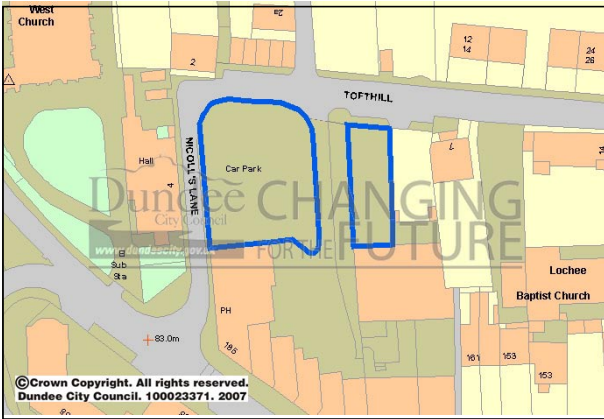 West
Church
2a
2
12
14
24
26
TOFTHILL
NICOLL'S LANE
Hall
4
Car Park
Dundee
City Council
www.dundeecity.gov.uk
CHANGING
FOR THE FUTURE
El
Sub
Sta
83.0m
PH
185
Lochee
Baptist Church
161
153
153
©Crown Copyright. All rights reserved.
Dundee City Council. 100023371. 2007